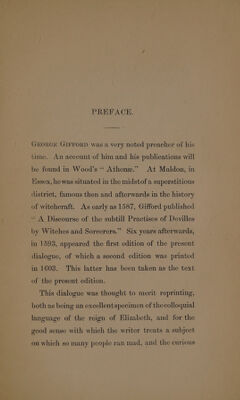 PREFACE.
George Gifford was a very noted preacher of his
time. An account of him and his publications will
be found in Wood's "Athenæ." At Maldon, in
Essex, he was situated in the midst of a superstitious
district, famous then and afterwards in the history
of witchcraft. As early as 1587, Gifford published
"A Discourse of the subtill Practises of Devilles
by Witches and Sorcerers." Six years afterwards,
in 1593, appeared the first edition of the present
dialogue, of which a second edition was printed
in 1603. This latter has been taken as the text
of the present edition.
This dialogue was thought to merit reprinting,
both as being an excellent specimen of the colloquial
language of the reign of Elizabeth, and for the
good sense with which the writer treats a subject
on which so many people ran mad, and the curious